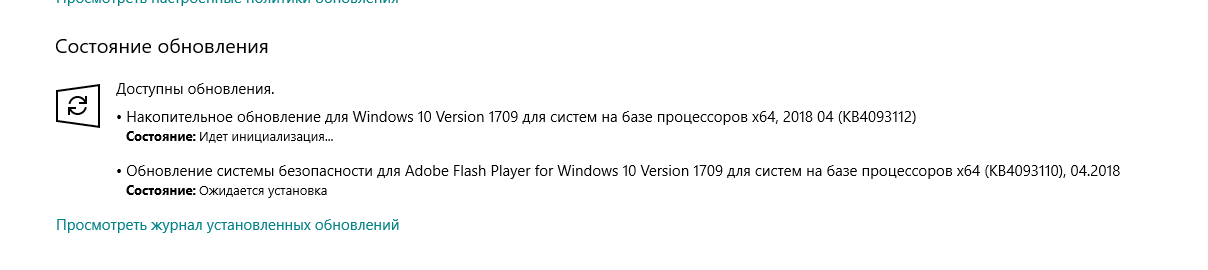 Просмотреть настроенные политики обновления
Состояние обновления
Доступны обновления.
• Накопительное обновление для Windows 10 Version 1709 для систем на базе процессоров x64, 2018 04 (KB4093112)
Состояние: Идет инициализация...
• Обновление системы безопасности для Adobe Flash Player for Windows 10 Version 1709 для систем на базе процессоров x64 (KB4093110), 04.2018
Состояние: Ожидается установка
Просмотреть журнал установленных обновлений